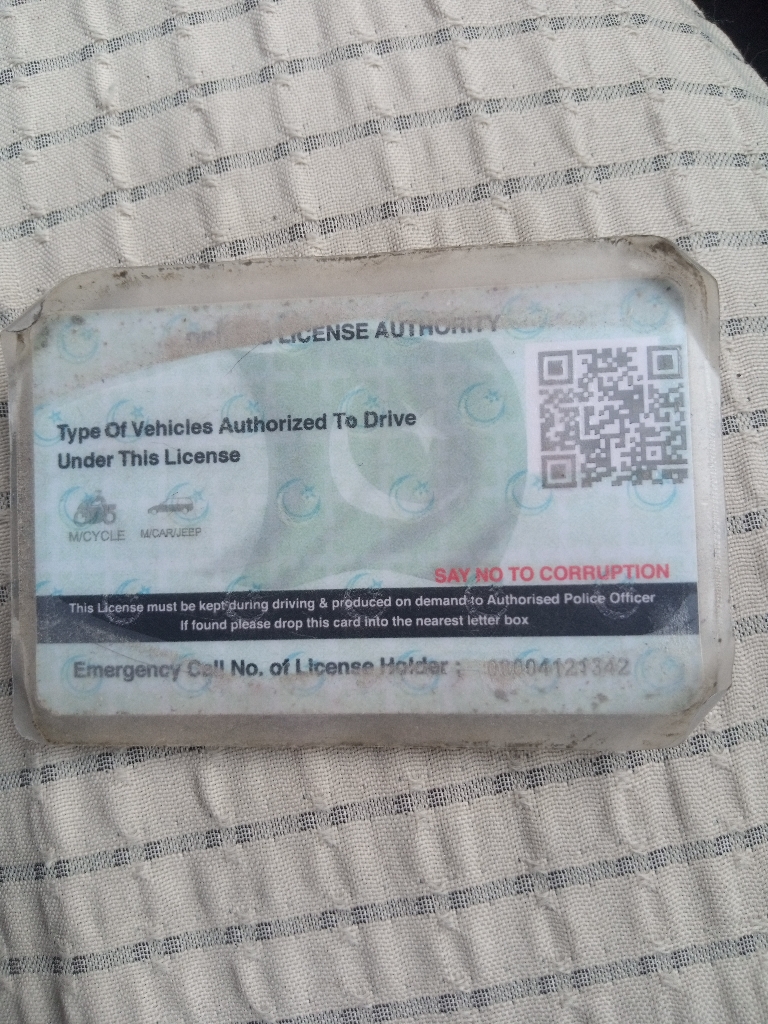 LICENSE AUTHORITY
Type Of Vehicles Authorized To Drive
Under This License
M/CYCLE M/CAR/JEEP
SAY NO TO CORRUPTION
This License must be kept during driving & produced on demand to Authorised Police Officer
If found please drop this card into the nearest letter box
Emergency Call No. of License Holder :